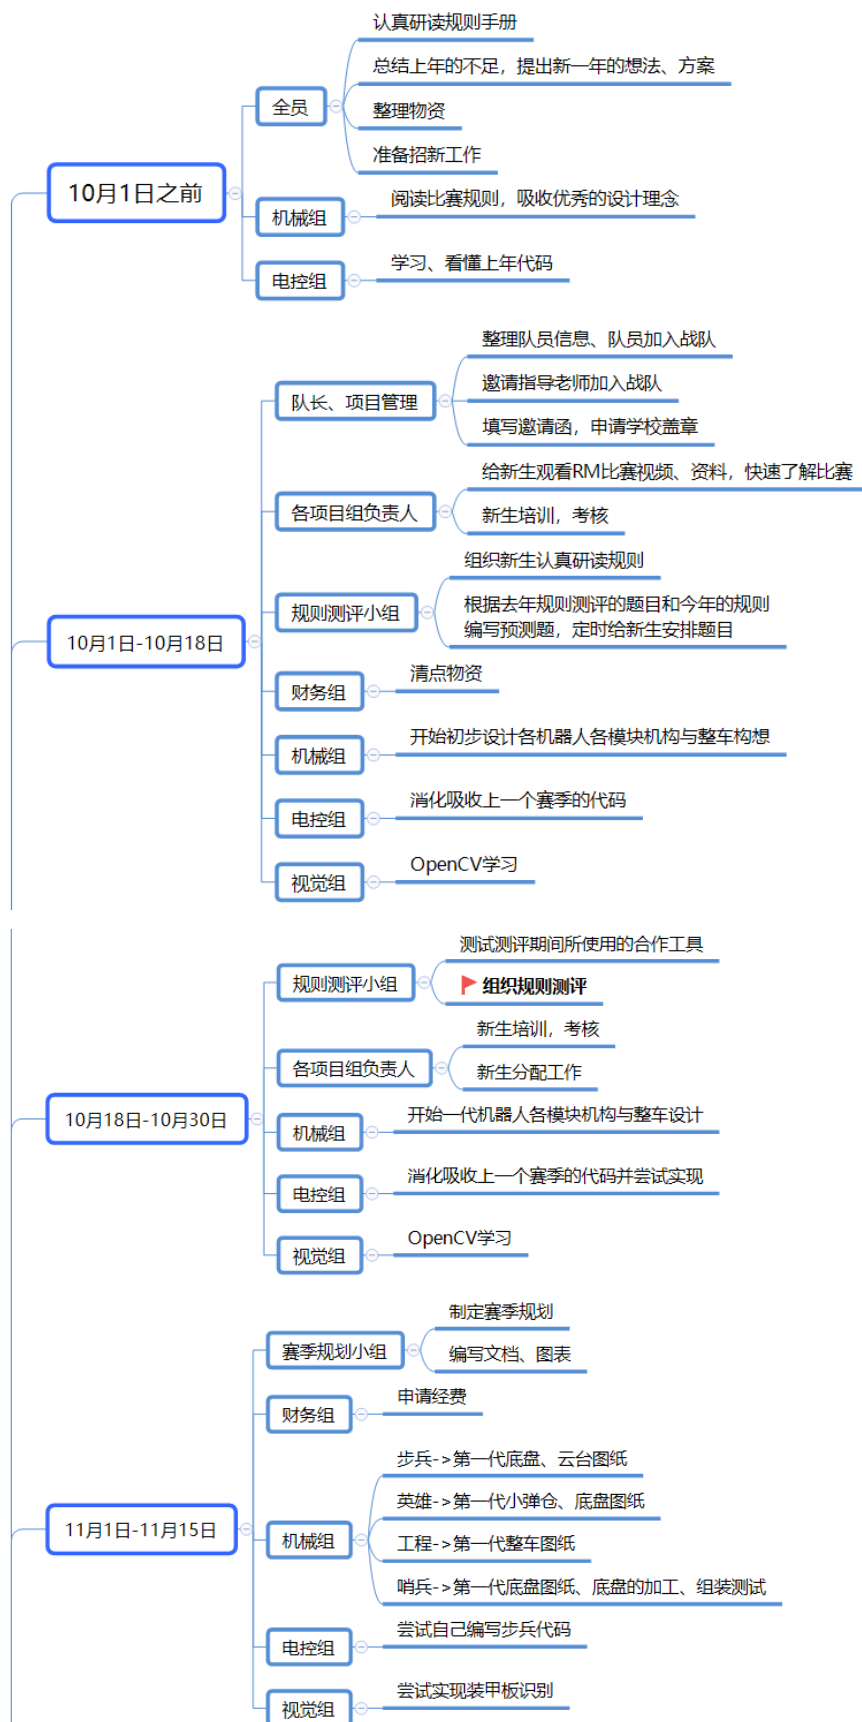 10月1日之前
全员
认真研读规则手册
总结上年的不足，提出新一年的想法、方案
整理物资
准备招新工作
机械组
阅读比赛规则，吸收优秀的设计理念
电控组
学习、看懂上年代码
10月1日-10月18日
队长、项目管理
整理队员信息、队员加入战队
邀请指导老师加入战队
填写邀请函，申请学校盖章
各项目组负责人
给新生观看RM比赛视频、资料，快速了解比赛
新生培训，考核
规则测评小组
组织新生认真研读规则
根据去年规则测评的题目和今年的规则
编写预测题，定时给新生安排题目
财务组
清点物资
机械组
开始初步设计各机器人各模块机构与整车构想
电控组
消化吸收上一个赛季的代码
视觉组
OpenCV学习
10月18日-10月30日
规则测评小组
测试测评期间所使用的合作工具
组织规则测评
各项目组负责人
新生培训，考核
新生分配工作
机械组
开始一代机器人各模块机构与整车设计
电控组
消化吸收上一个赛季的代码并尝试实现
视觉组
OpenCV学习
11月1日-11月15日
赛季规划小组
制定赛季规划
编写文档、图表
财务组
申请经费
机械组
步兵->第一代底盘、云台图纸
英雄->第一代小弹仓、底盘图纸
工程->第一代整车图纸
哨兵->第一代底盘图纸、底盘的加工、组装测试
电控组
尝试自己编写步兵代码
视觉组
尝试实现装甲板识别